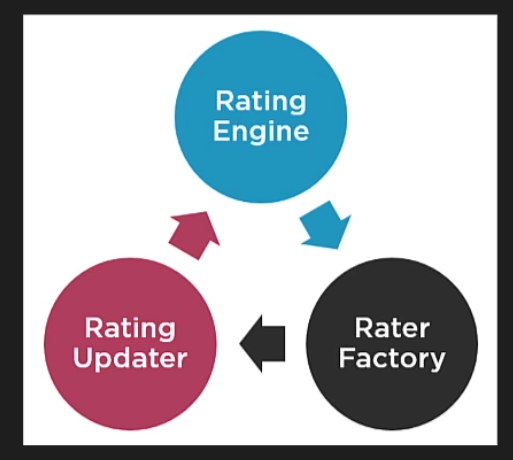 Rating
Engine
Rating
Updater
Rater
Factory